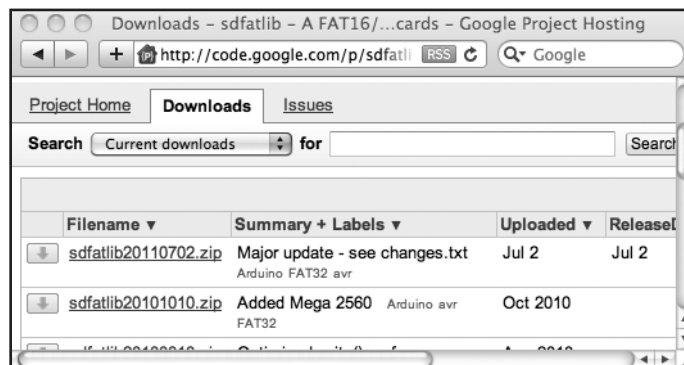 Downloads – sdfatlib – A FAT16/...cards – Google Project Hosting
http://code.google.com/p/sdfatli RSS Google
Project Home Downloads Issues
Search Current downloads for Search
Filename ▼ Summary + Labels ▼ Uploaded ▼ ReleaseD
sdfatlib20110702.zip Major update - see changes.txt Jul 2 Jul 2
Arduino FAT32 avr
sdfatlib20101010.zip Added Mega 2560 Arduino avr Oct 2010
FAT32